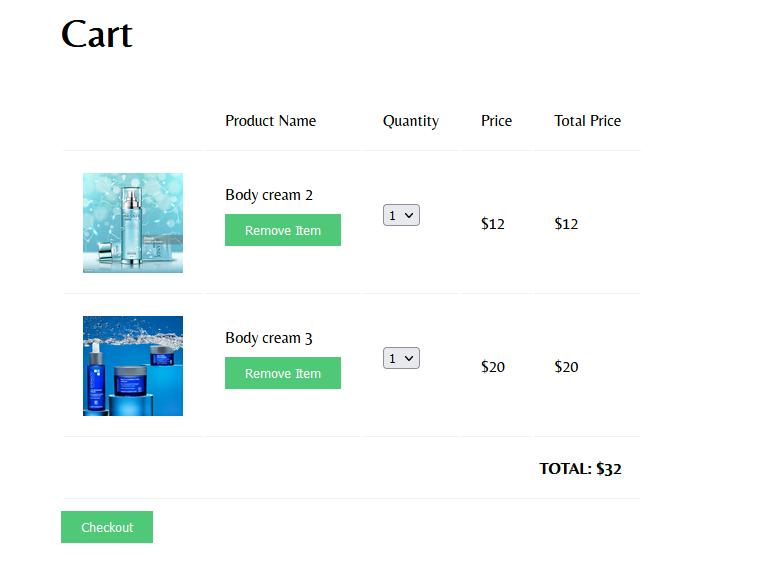 Cart
Product Name Quantity Price Total Price
Body cream 2
Remove Item
1
$12 $12
Body cream 3
Remove Item
1
$20 $20
TOTAL: $32
Checkout